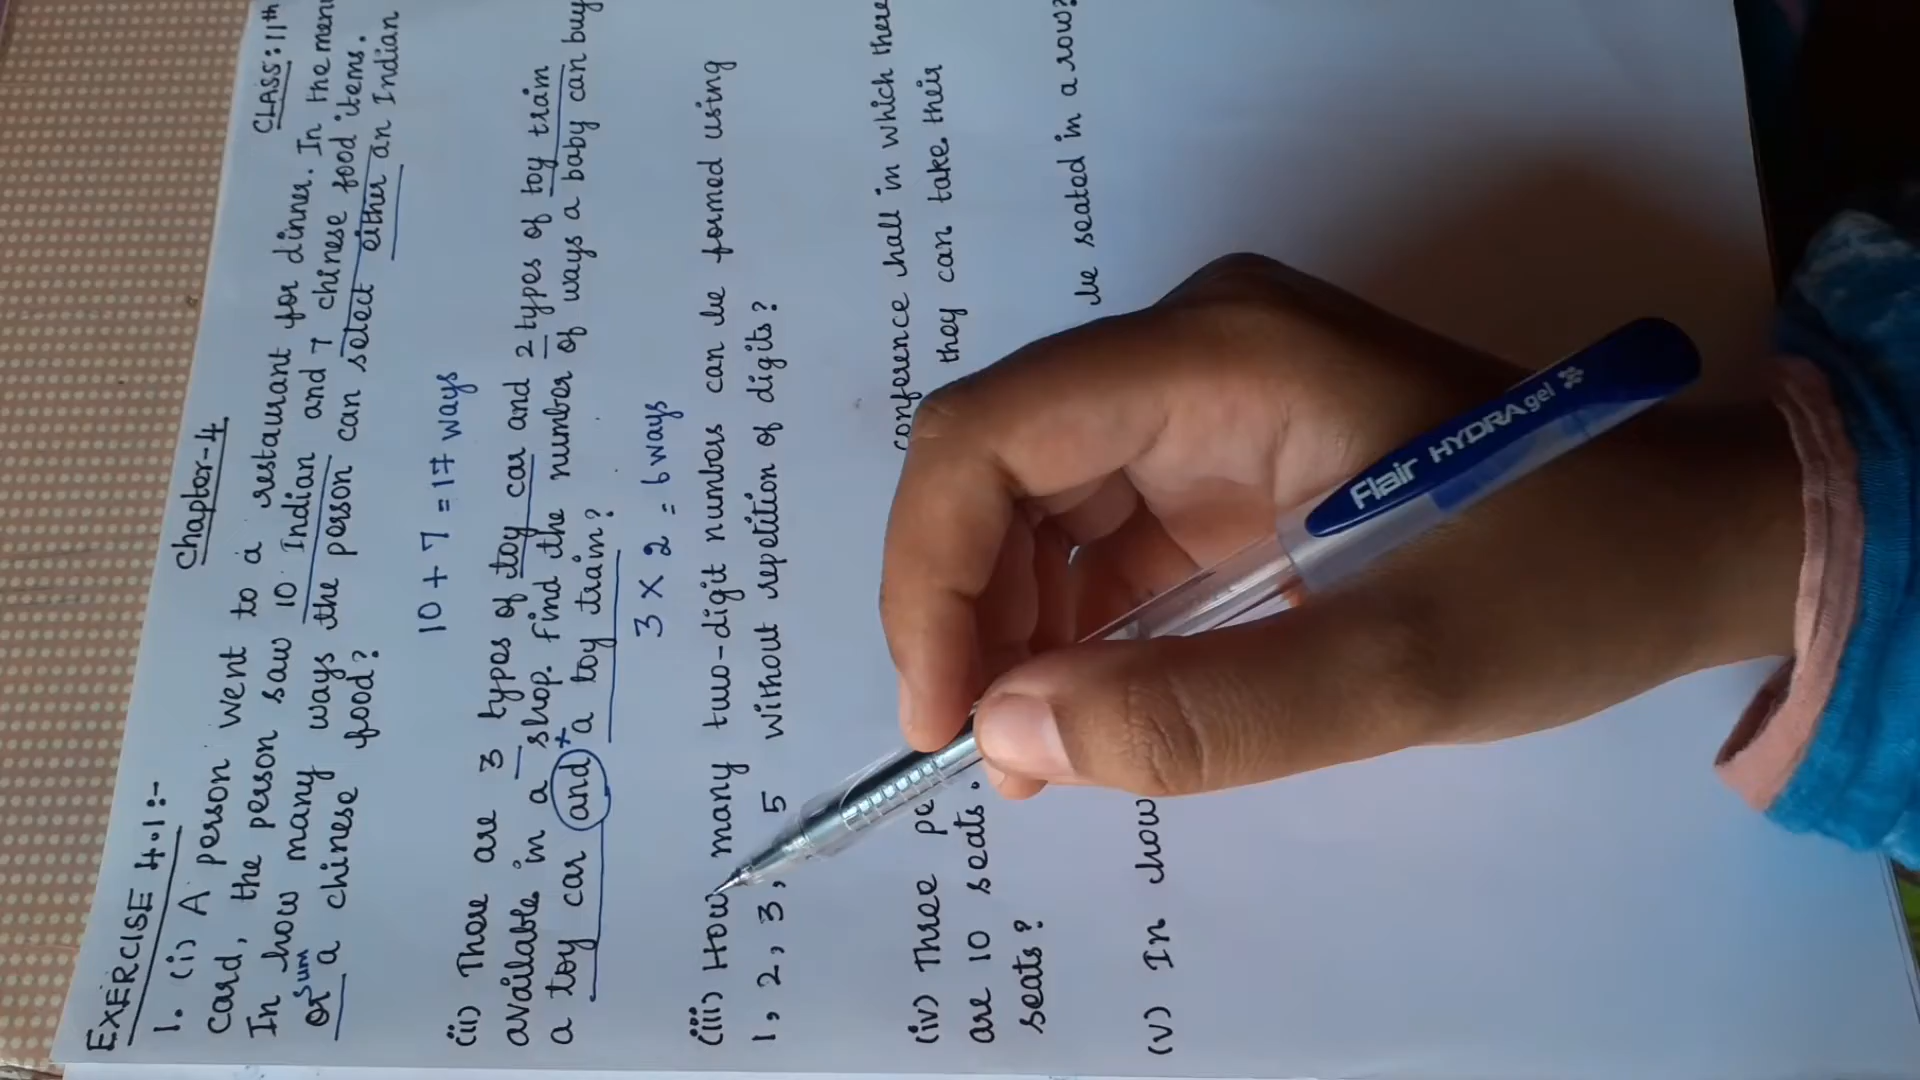 CLASS: 11th
Chapter-4
EXERCISE 4.1:-
1. (i) A person went to a restaurant for dinner. In the menu
card, the person saw 10 Indian and 7 chinese food items.
In how many ways the person can select either an Indian
or sum a chinese food?
10 + 7 = 17 ways
(ii) There are 3 types of toy car and 2 types of toy train
available in a shop. Find the number of ways a baby can buy
a toy car and x a toy train?
3 x 2 = 6 ways
(iii) How many two-digit numbers can be formed using
1, 2, 3, 5 without repetition of digits?
(iv) Three conference hall in which there
are 10 seats. they can take their
seats?
(v) In how be seated in a row?
Flair HYDRA gel